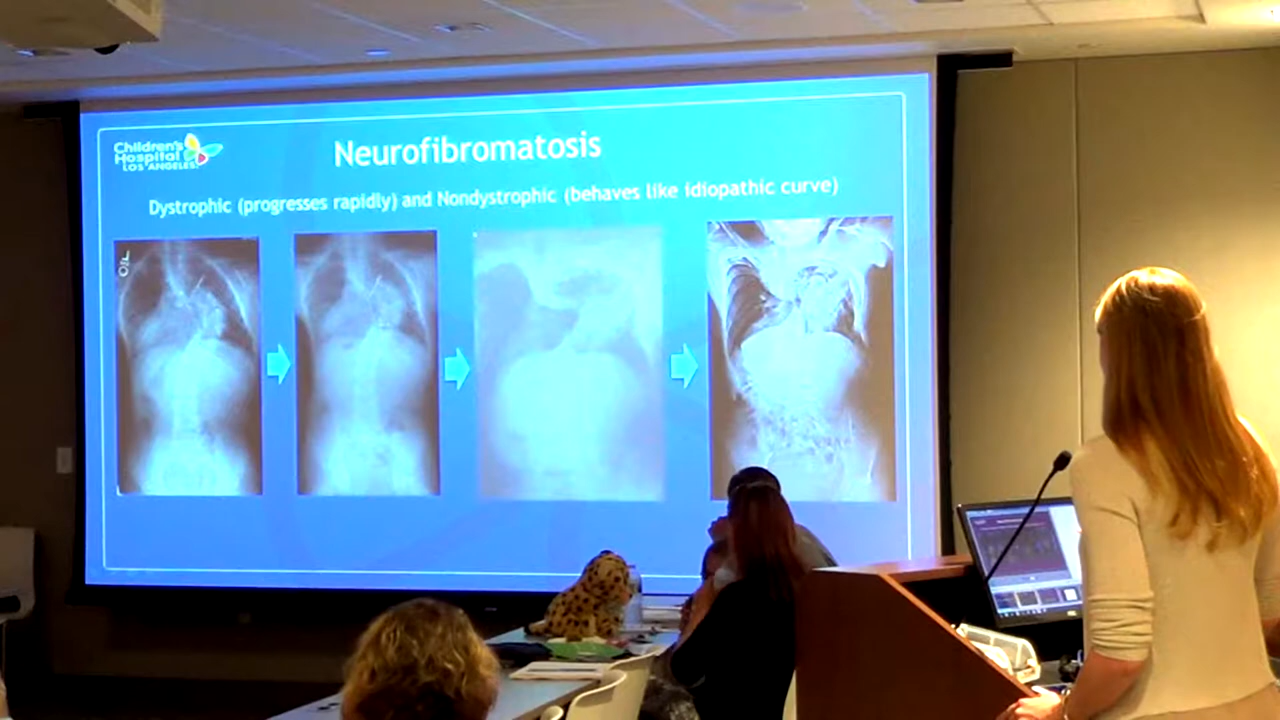 Children's
Hospital
LOS ANGELES
Neurofibromatosis
Dystrophic (progresses rapidly) and Nondystrophic (behaves like idiopathic curve)